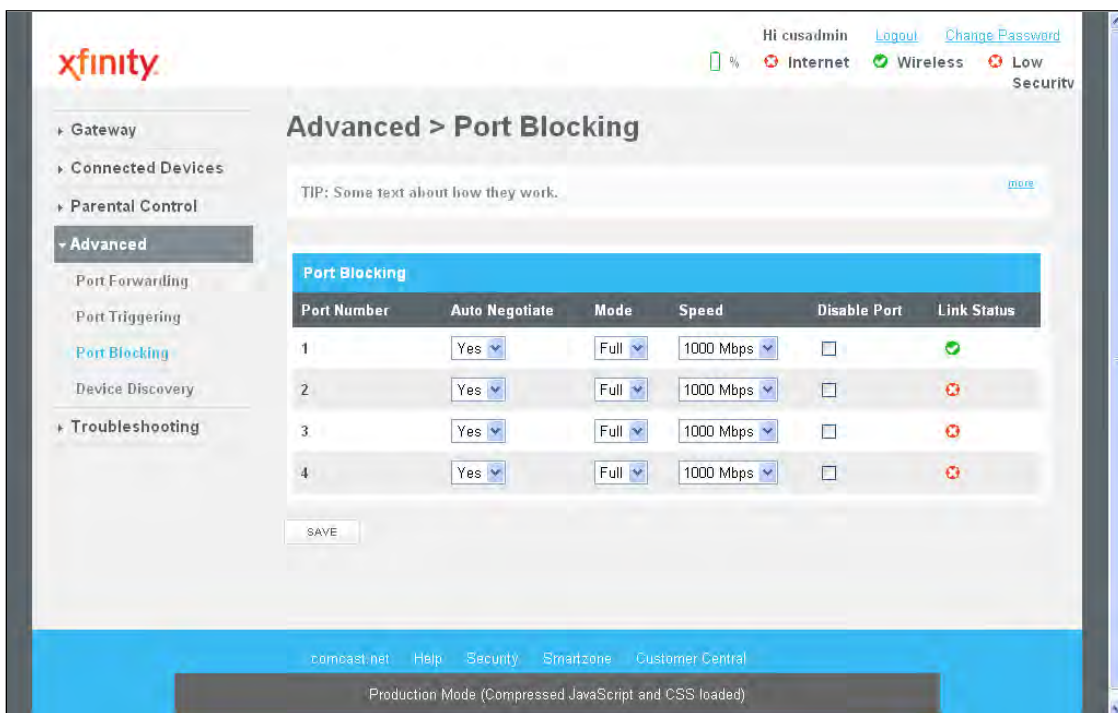 xfinity
Hi cusadmin Logout Change Password
% Internet Wireless Low Security
Gateway
Connected Devices
Parental Control
Advanced
Port Forwarding
Port Triggering
Port Blocking
Device Discovery
Troubleshooting
Advanced > Port Blocking
TIP: Some text about how they work.
more
Port Blocking
Port Number Auto Negotiate Mode Speed Disable Port Link Status
1 Yes Full 1000 Mbps
2 Yes Full 1000 Mbps
3 Yes Full 1000 Mbps
4 Yes Full 1000 Mbps
SAVE
comcast.net Help Security Smartzone Customer Central
Production Mode (Compressed JavaScript and CSS loaded)